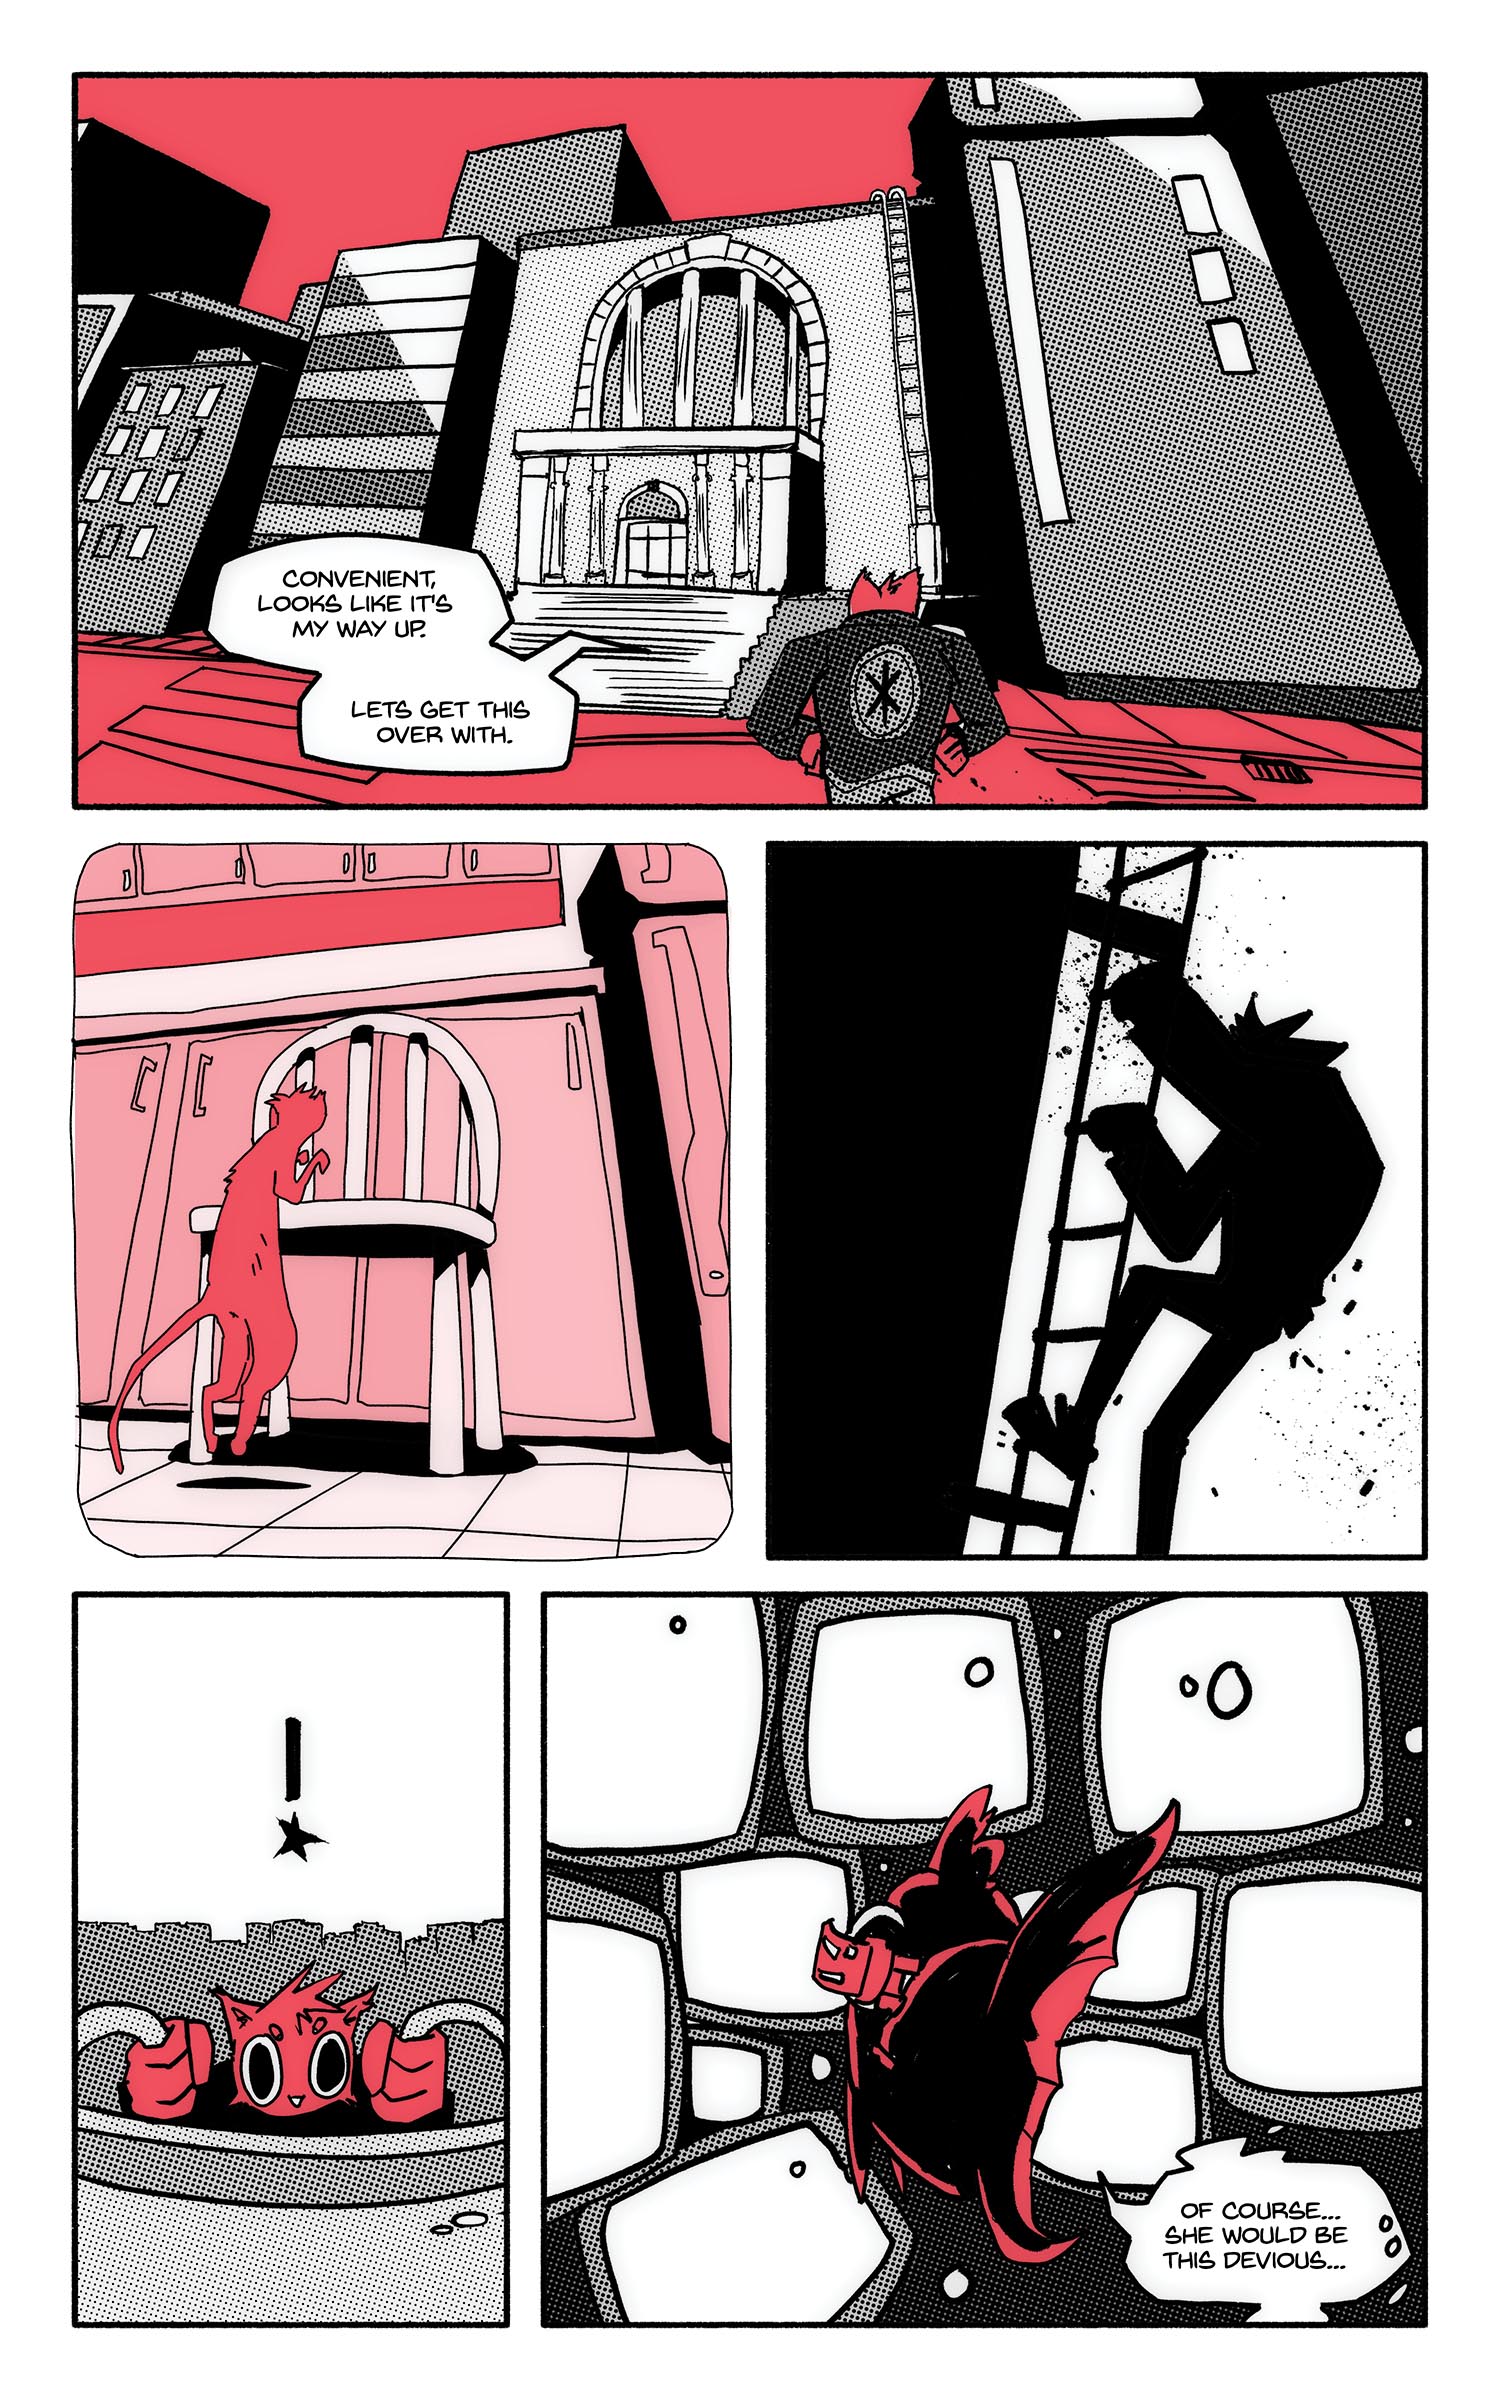 CONVENIENT,
LOOKS LIKE IT'S
MY WAY UP.
LETS GET THIS
OVER WITH.
!
OF COURSE...
SHE WOULD BE
THIS DEVIOUS...